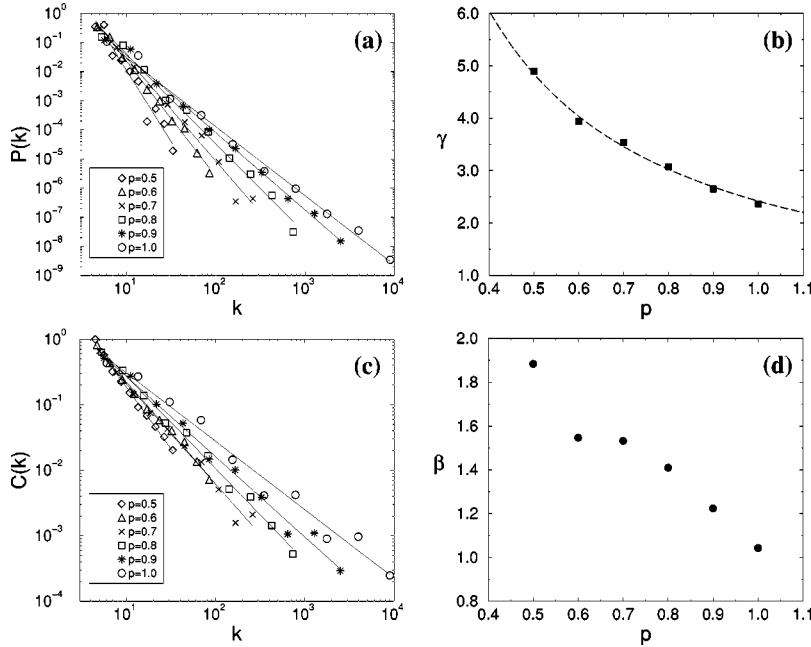 (a)
P(k)
10^0
10^-1
10^-2
10^-3
10^-4
10^-5
10^-6
10^-7
10^-8
10^-9
p=0.5
p=0.6
p=0.7
p=0.8
p=0.9
p=1.0
10^1
10^2
10^3
10^4
k
(b)
γ
6.0
5.0
4.0
3.0
2.0
1.0
0.4 0.5 0.6 0.7 0.8 0.9 1.0 1.1
p
(c)
C(k)
10^0
10^-1
10^-2
10^-3
10^-4
p=0.5
p=0.6
p=0.7
p=0.8
p=0.9
p=1.0
10^1
10^2
10^3
10^4
k
(d)
β
2.0
1.8
1.6
1.4
1.2
1.0
0.8
0.4 0.5 0.6 0.7 0.8 0.9 1.0 1.1
p